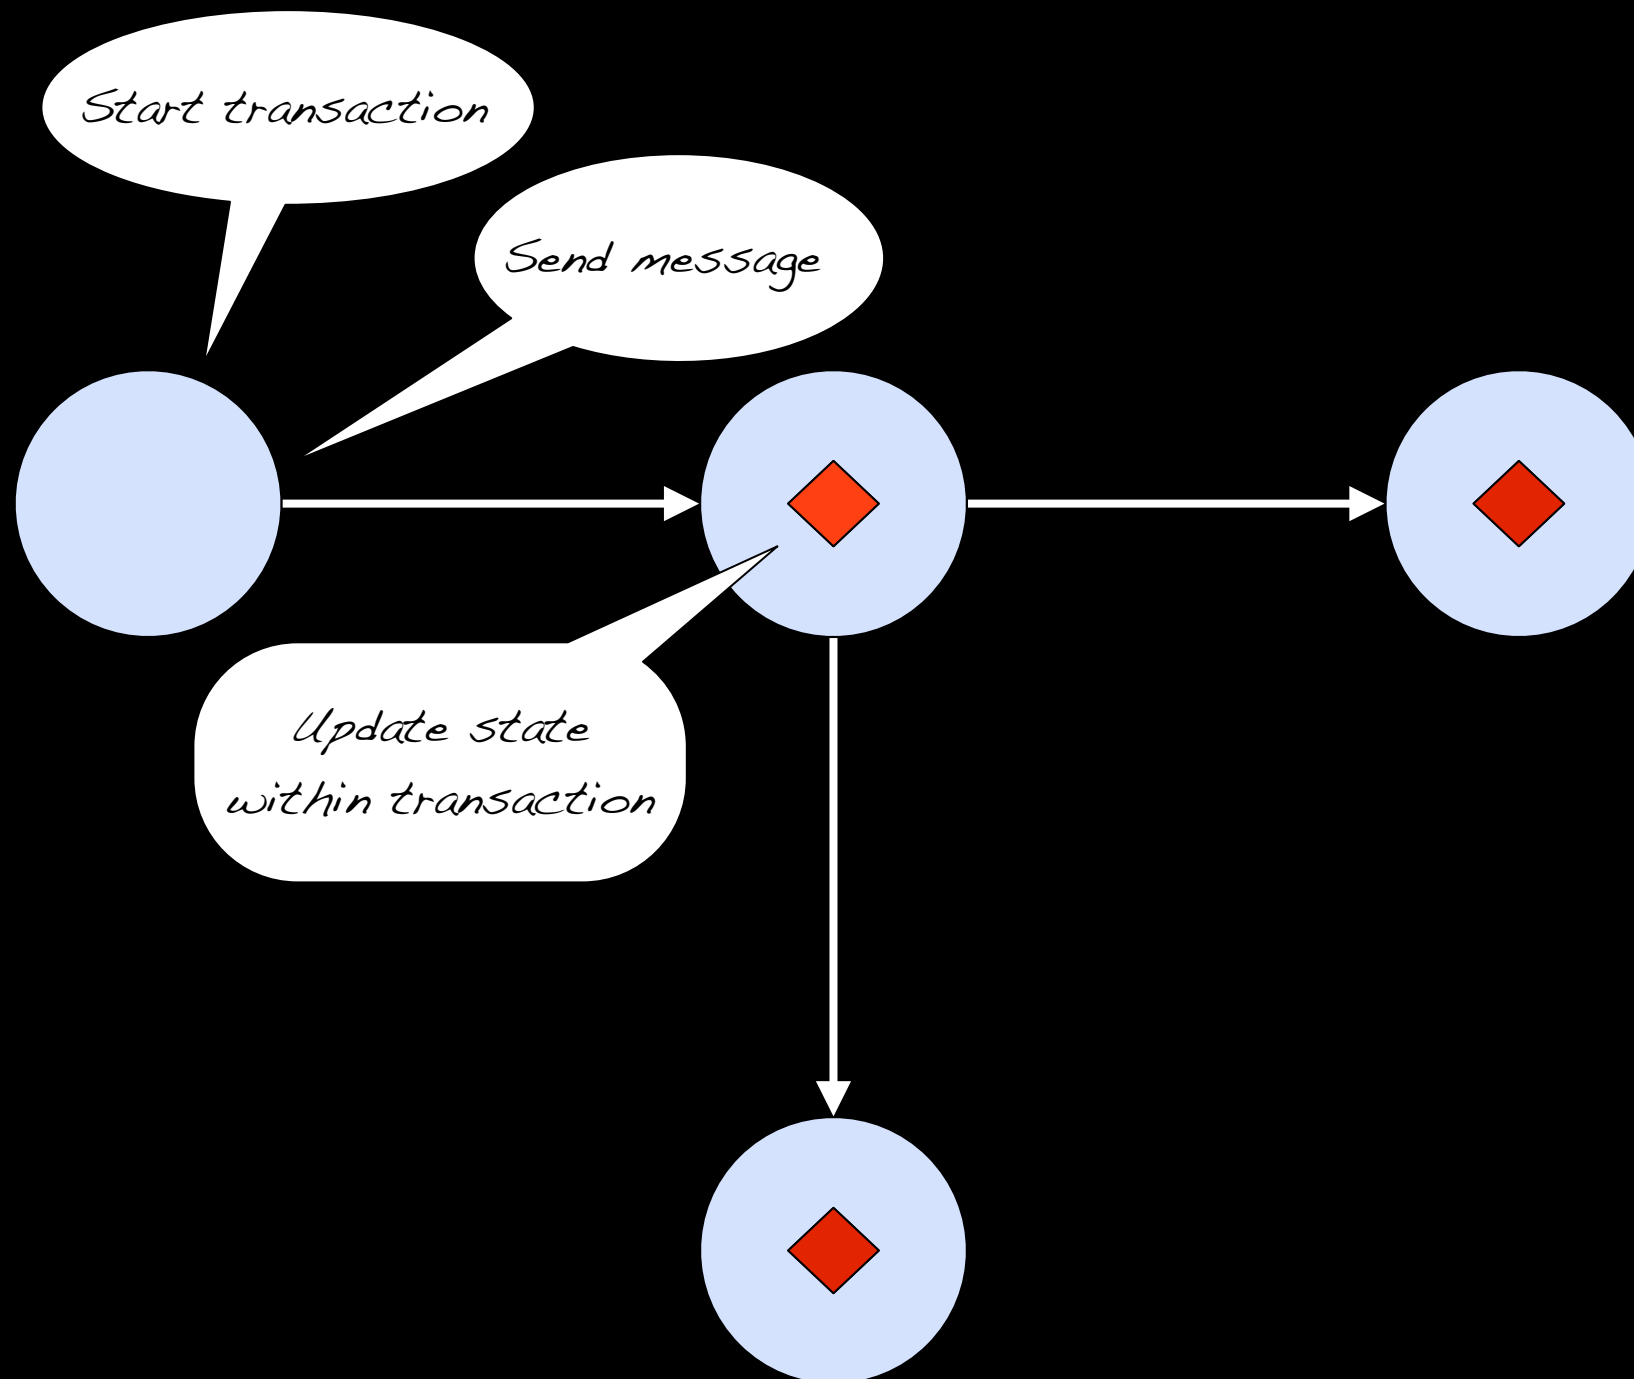 Start transaction
Send message
Update state
within transaction